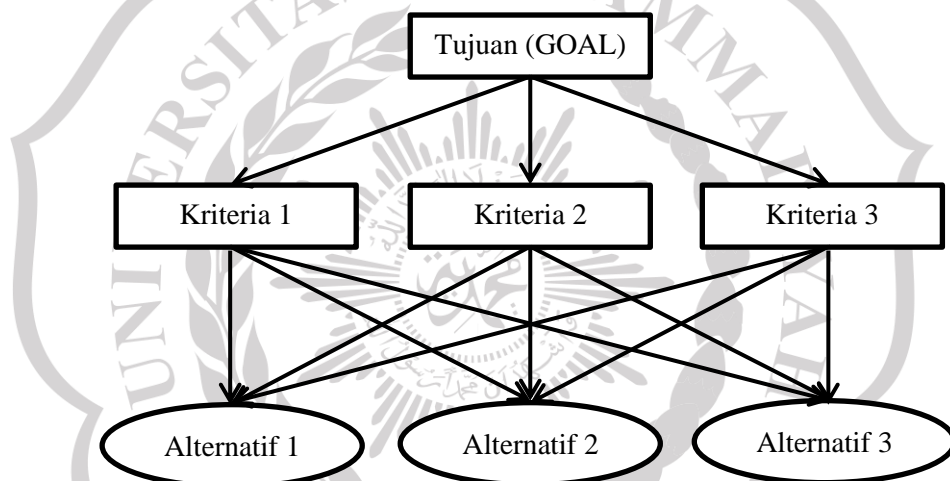 Tujuan (GOAL)
Kriteria 1
Kriteria 2
Kriteria 3
Alternatif 1
Alternatif 2
Alternatif 3